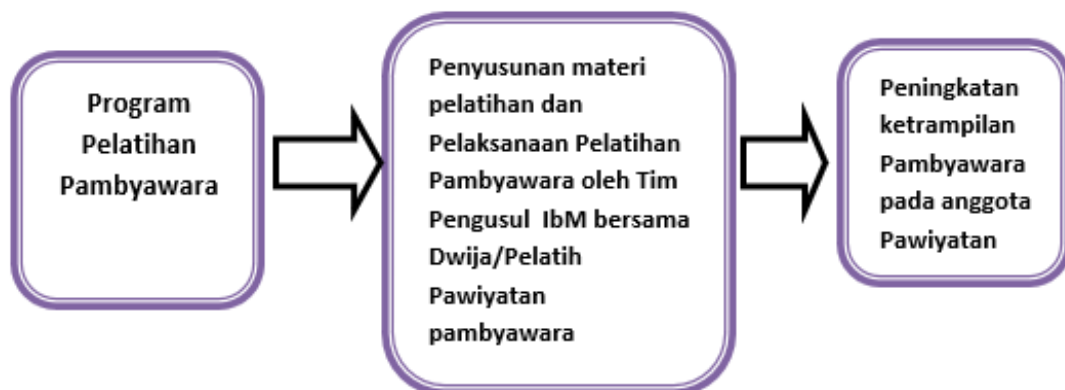 Program
Pelatihan
Pambyawara
Penyusunan materi
pelatihan dan
Pelaksanaan Pelatihan
Pambyawara oleh Tim
Pengusul IbM bersama
Dwija/Pelatih
Pawiyatan
pambyawara
Peningkatan
ketrampilan
Pambyawara
pada anggota
Pawiyatan